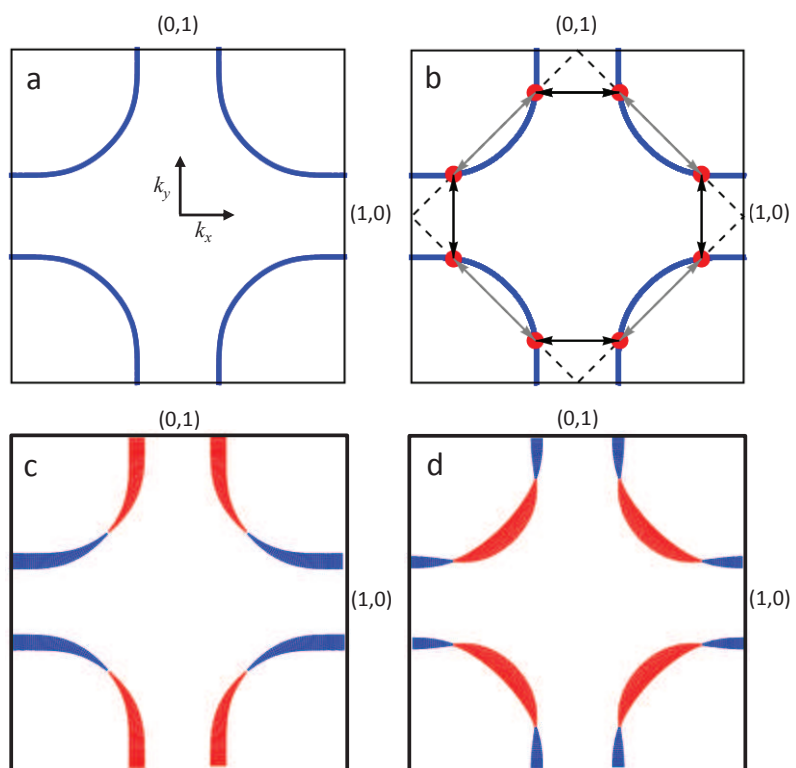 (0,1)
(0,1)
a
b
k_y
k_x
(1,0)
(1,0)
(0,1)
(0,1)
c
d
(1,0)
(1,0)